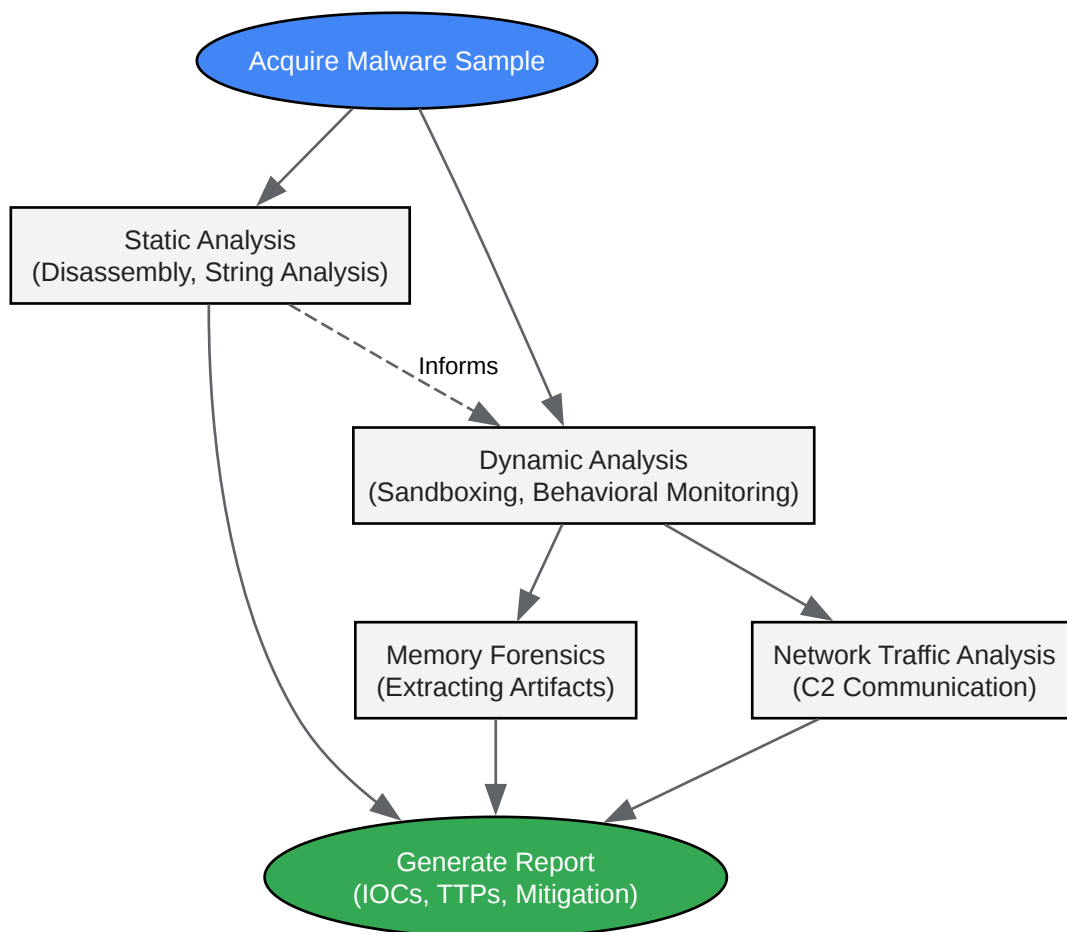 Acquire Malware Sample
Static Analysis
(Disassembly, String Analysis)
Informs
Dynamic Analysis
(Sandboxing, Behavioral Monitoring)
Memory Forensics
(Extracting Artifacts)
Network Traffic Analysis
(C2 Communication)
Generate Report
(IOCs, TTPs, Mitigation)